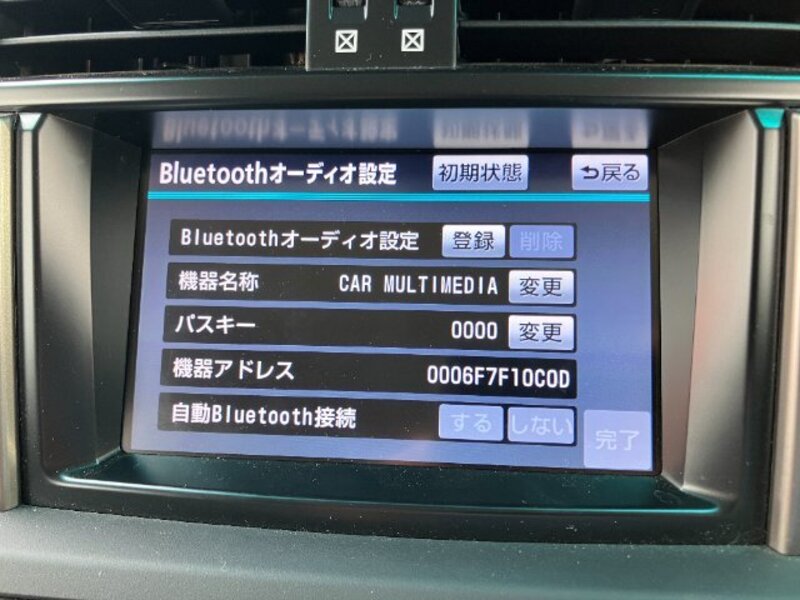 Bluetoothオーディオ設定 初期状態 戻る
Bluetoothオーディオ設定 登録 削除
機器名称 CAR MULTIMEDIA 変更
パスキー 0000 変更
機器アドレス 0006F7F10C0D
自動Bluetooth接続 する しない
完了